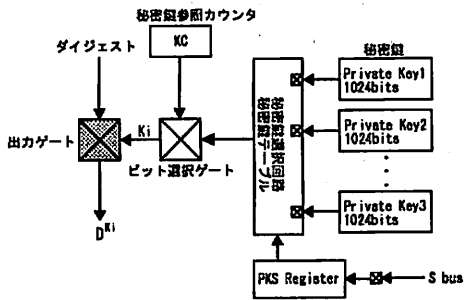 秘密鍵参照カウンタ
ダイジェスト
KC
秘密鍵
Private Key1
1024bits
Ki
秘密鍵選択回路
秘密鍵テーブル
Private Key2
1024bits
出力ゲート
ビット選択ゲート
Private Key3
1024bits
D^Ki
PKS Register
S bus